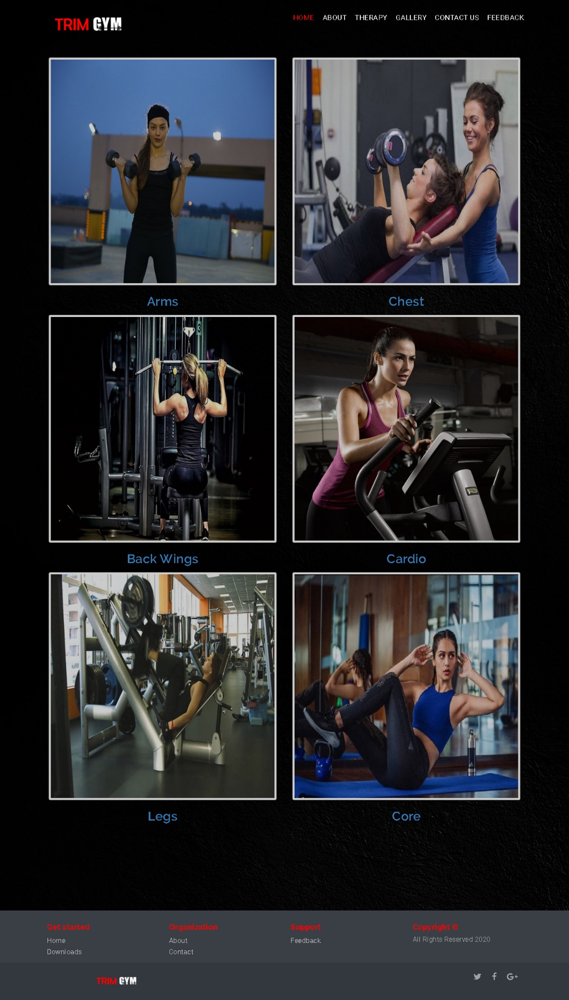 TRIM GYM
HOME ABOUT THERAPY GALLERY CONTACT US FEEDBACK
3
Arms
Chest
Back Wings
Cardio
Legs
Core
Get started
Home
Downloads
Organization
About
Contact
Support
Feedback
Copyright ©
All Rights Reserved 2020
TRIM GYM
G+